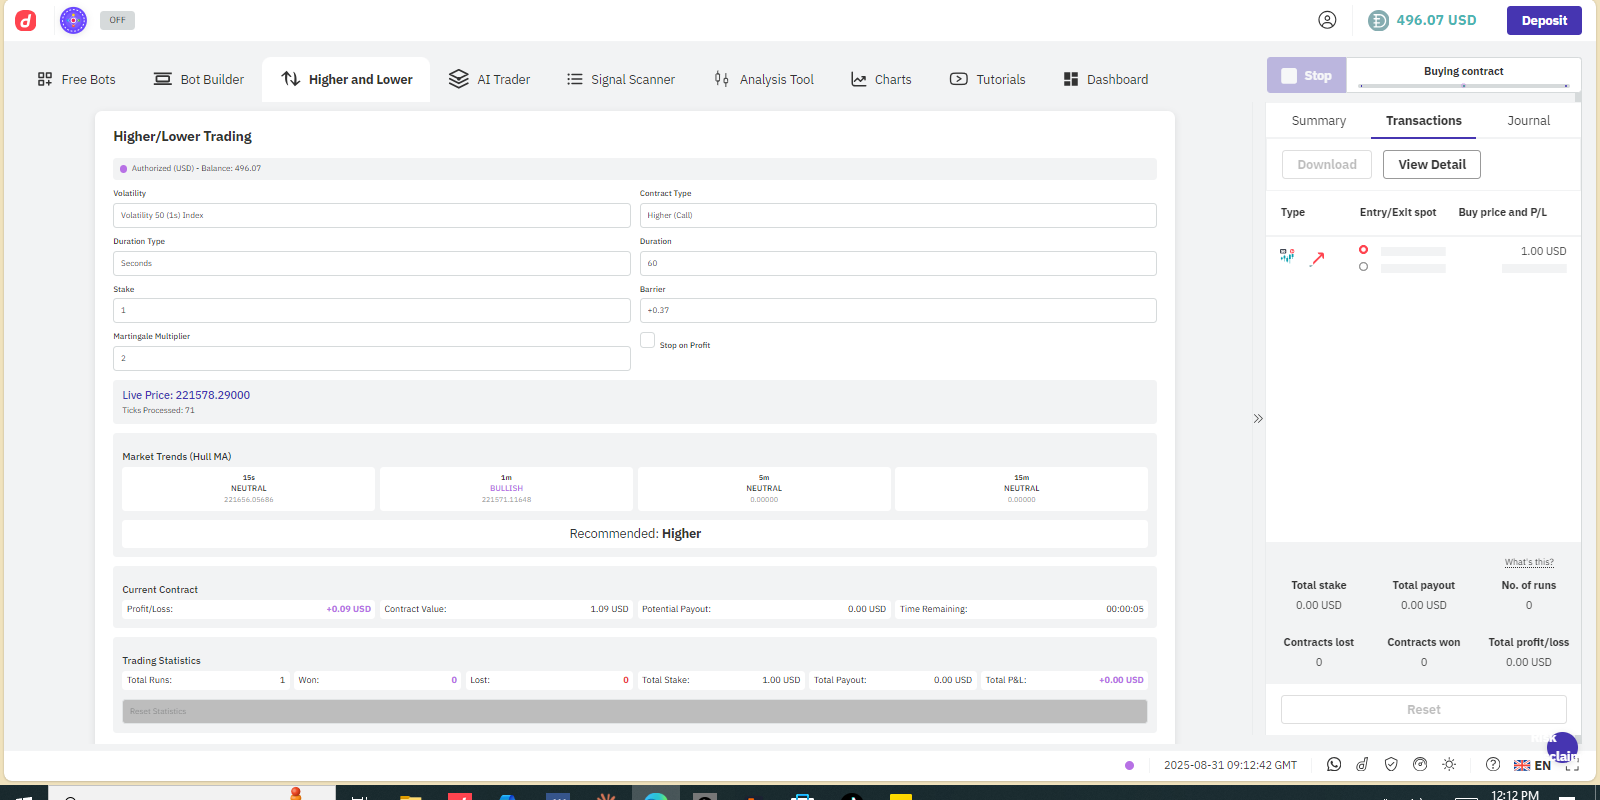 OFF
496.07 USD
Deposit
Free Bots
Bot Builder
Higher and Lower
AI Trader
Signal Scanner
Analysis Tool
Charts
Tutorials
Dashboard
Stop
Buying contract
Higher/Lower Trading
Authorized (USD) - Balance: 496.07
Volatility
Contract Type
Volatility 50 (1s) Index
Higher (Call)
Duration Type
Duration
Seconds
60
Stake
Barrier
1
+0.37
Martingale Multiplier
Stop on Profit
2
Live Price: 221578.29000
Ticks Processed: 71
Market Trends (Hull MA)
15s
NEUTRAL
221656.05686
1m
BULLISH
221571.11648
5m
NEUTRAL
0.00000
15m
NEUTRAL
0.00000
Recommended: Higher
Current Contract
Profit/Loss: +0.09 USD
Contract Value: 1.09 USD
Potential Payout: 0.00 USD
Time Remaining: 00:00:05
Trading Statistics
Total Runs: 1
Won: 0
Lost: 0
Total Stake: 1.00 USD
Total Payout: 0.00 USD
Total P&L: +0.00 USD
Reset Statistics
Summary
Transactions
Journal
Download
View Detail
Type
Entry/Exit spot
Buy price and P/L
1.00 USD
What's this?
Total stake
0.00 USD
Total payout
0.00 USD
No. of runs
0
Contracts lost
0
Contracts won
0
Total profit/loss
0.00 USD
Reset
2025-08-31 09:12:42 GMT
EN
12:12 PM